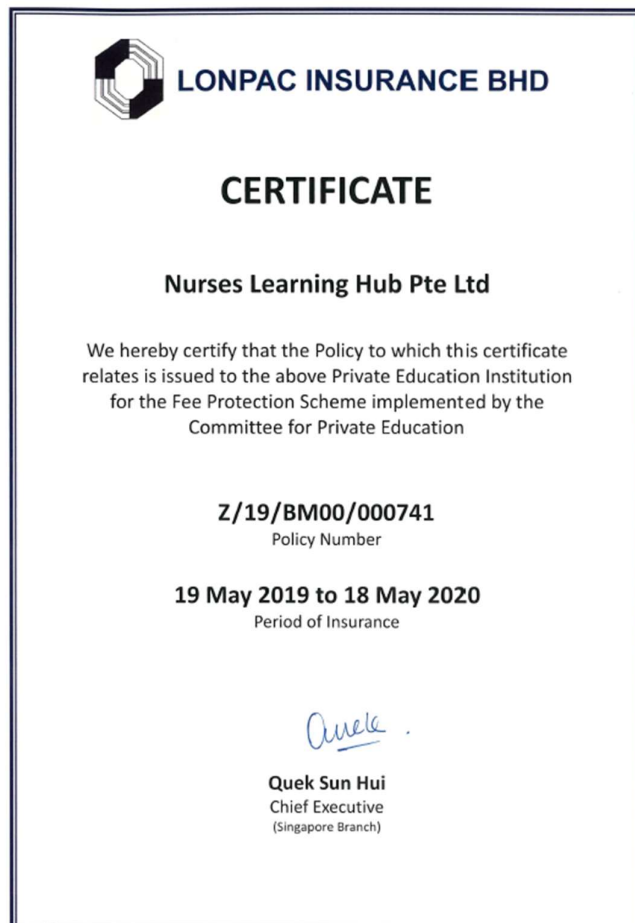 LONPAC INSURANCE BHD
CERTIFICATE
Nurses Learning Hub Pte Ltd
We hereby certify that the Policy to which this certificate
relates is issued to the above Private Education Institution
for the Fee Protection Scheme implemented by the
Committee for Private Education
Z/19/BM00/000741
Policy Number
19 May 2019 to 18 May 2020
Period of Insurance
Quek Sun Hui
Chief Executive
(Singapore Branch)